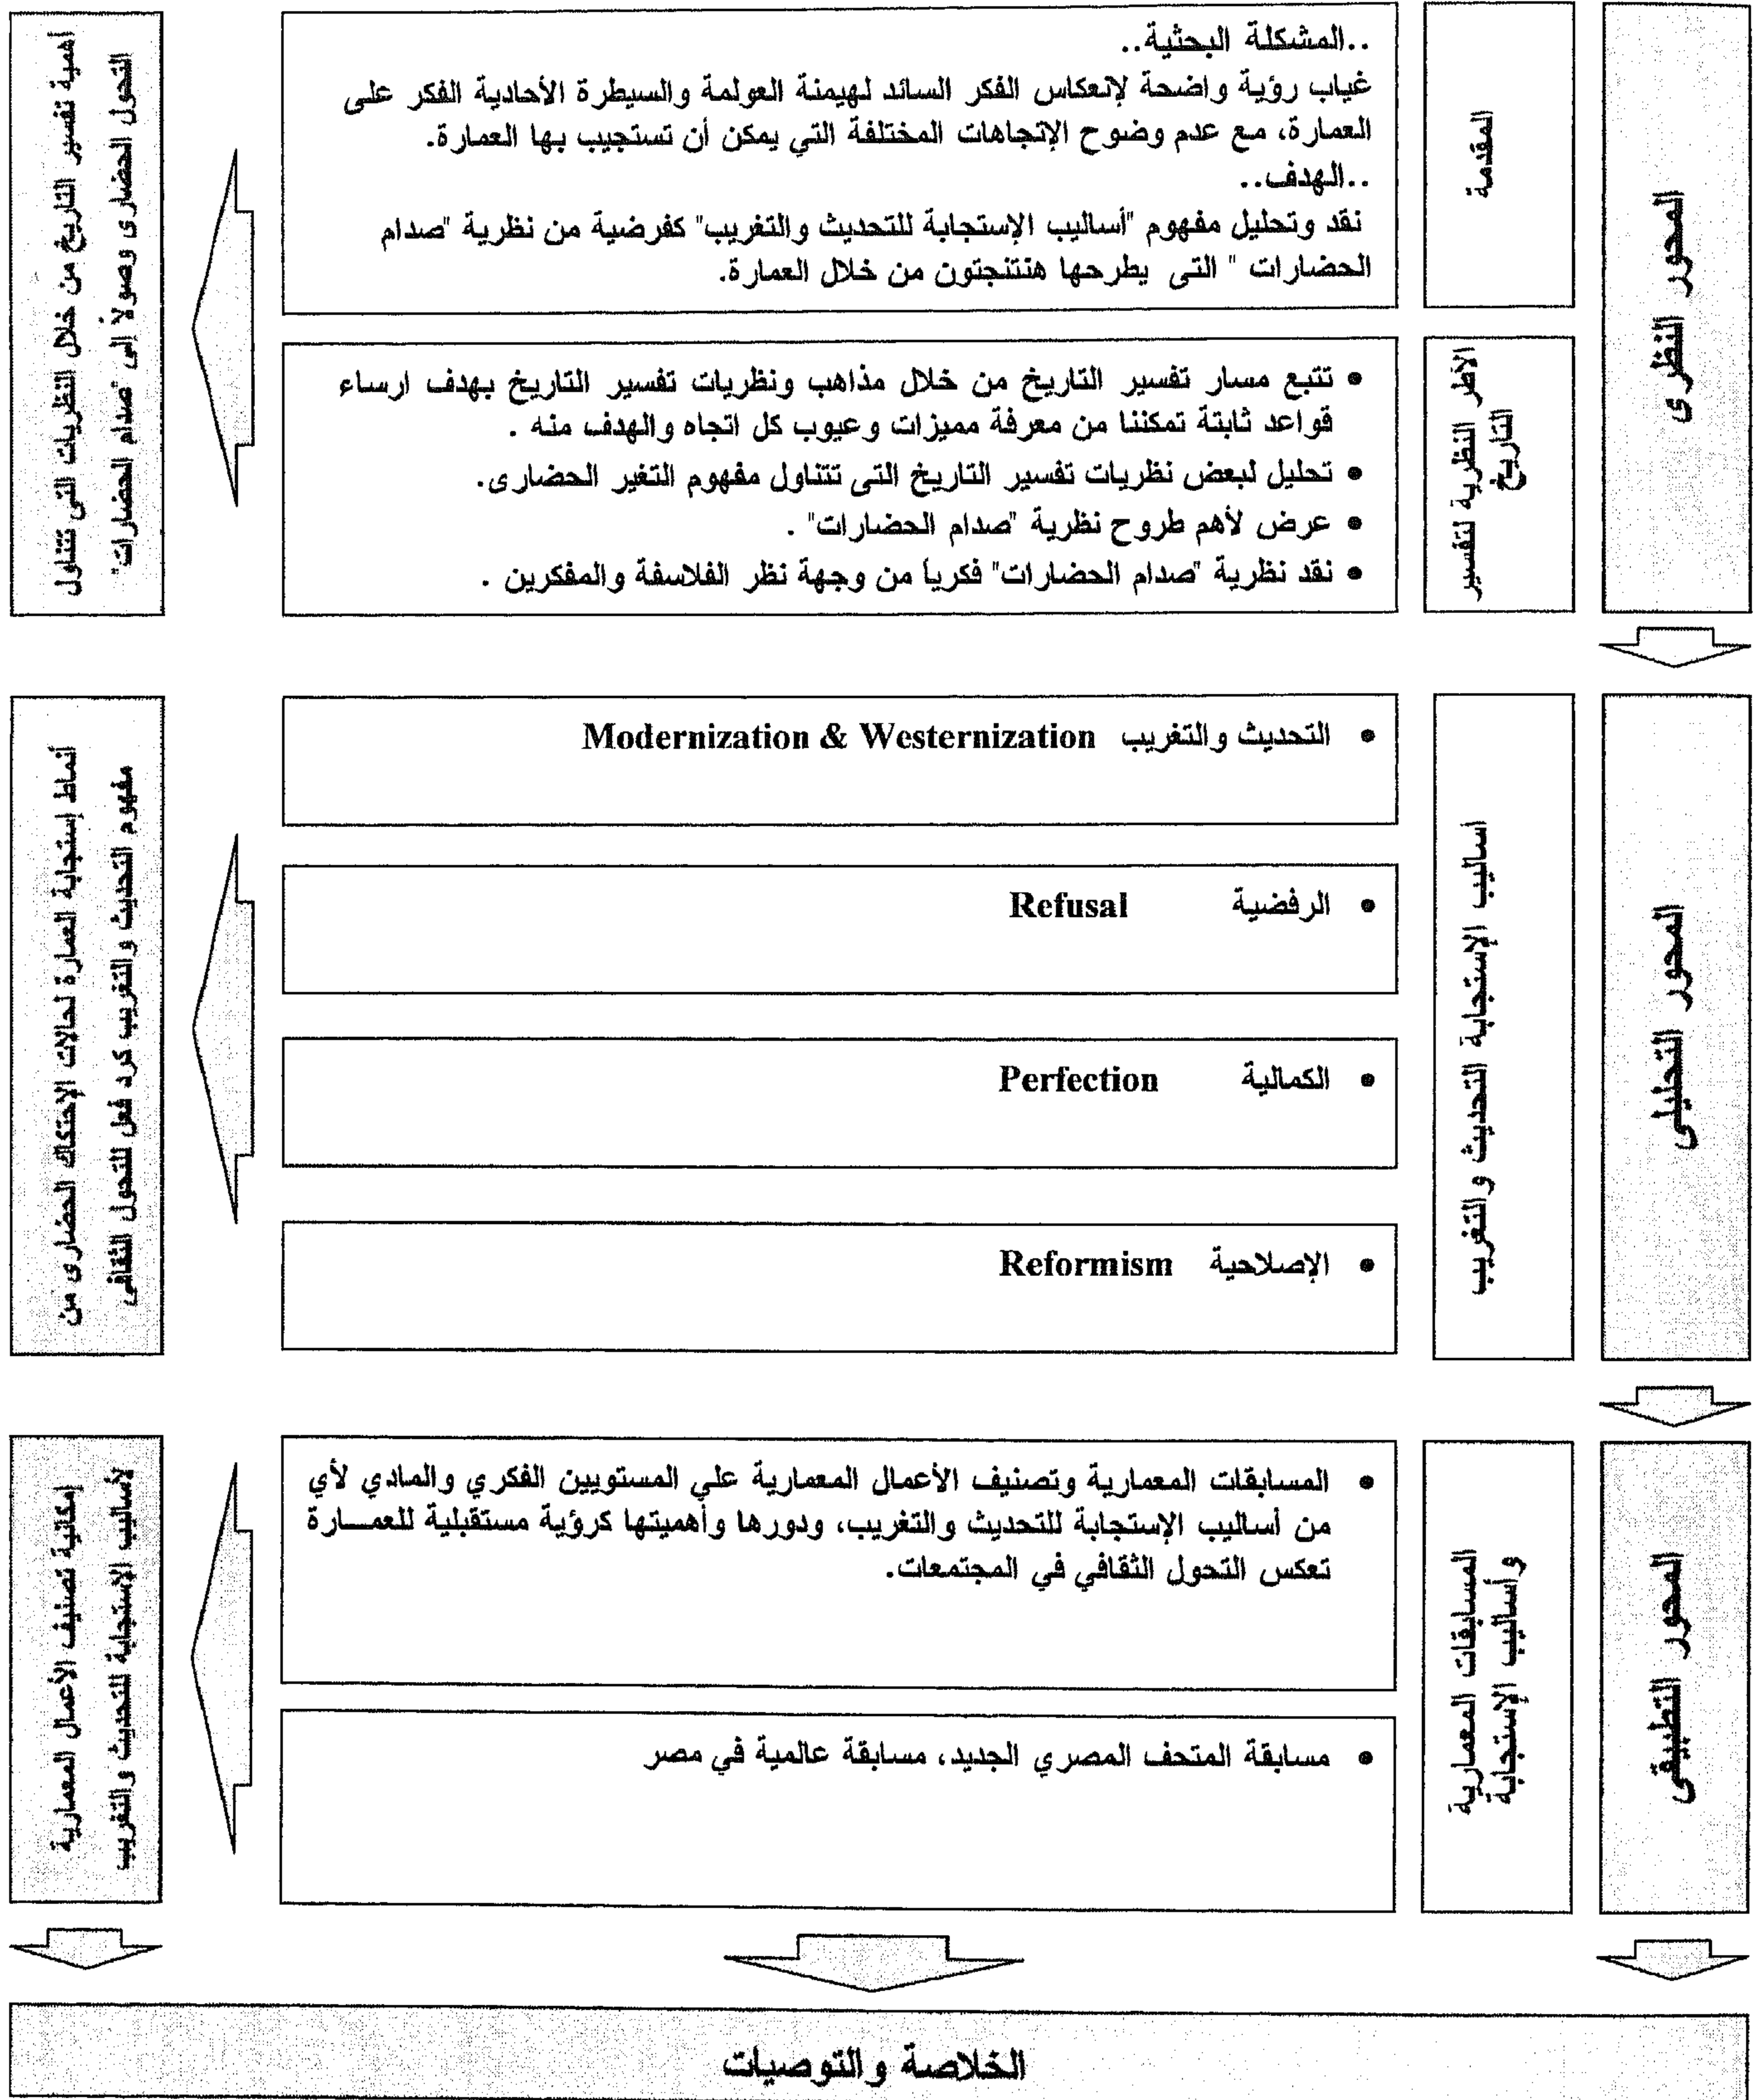 المحور النظرى
المقدمة
..المشكلة البحثية..
غياب رؤية واضحة لإنعكاس الفكر السائد لهيمنة العولمة والسيطرة الأحادية الفكر على
العمارة، مع عدم وضوح الإتجاهات المختلفة التي يمكن أن تستجيب بها العمارة.
..الهدف..
نقد وتحليل مفهوم "أساليب الإستجابة للتحديث والتغريب" كفرضية من نظرية "صدام
الحضارات " التى يطرحها هنتنجتون من خلال العمارة.
الأطر النظرية لتفسير
التاريخ
• تتبع مسار تفسير التاريخ من خلال مذاهب ونظريات تفسير التاريخ بهدف ارساء
قواعد ثابتة تمكننا من معرفة مميزات وعيوب كل اتجاه والهدف منه .
• تحليل لبعض نظريات تفسير التاريخ التى تتناول مفهوم التغير الحضارى.
• عرض لأهم طروح نظرية "صدام الحضارات" .
• نقد نظرية "صدام الحضارات" فكريا من وجهة نظر الفلاسفة والمفكرين .
أهمية تفسير التاريخ من خلال النظريات التى تتناول
التحول الحضارى وصولاً إلى "صدام الحضارات"
المحور التحليلى
أساليب الإستجابة التحديث والتغريب
• التحديث والتغريب Modernization & Westernization
• الرفضية Refusal
• الكمالية Perfection
• الإصلاحية Reformism
أنماط إستجابة العمارة لحالات الإحتكاك الحضارى من
مفهوم التحديث والتغريب كرد فعل للتحول الثقافى
المحور التطبيقى
المسابقات المعمارية
وأساليب الإستجابة
• المسابقات المعمارية وتصنيف الأعمال المعمارية علي المستويين الفكري والمادي لأي
من أساليب الإستجابة للتحديث والتغريب، ودورها وأهميتها كرؤية مستقبلية للعمـــارة
تعكس التحول الثقافي في المجتمعات.
• مسابقة المتحف المصري الجديد، مسابقة عالمية في مصر
إمكانية تصنيف الأعمال المعمارية
لأساليب الإستجابة للتحديث والتغريب
الخلاصة والتوصيات